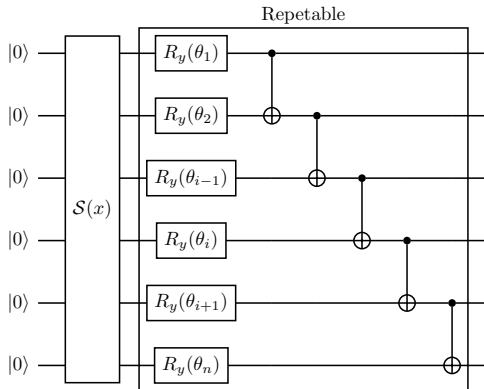 Repetable
|0⟩ R_y(θ_1)
|0⟩ R_y(θ_2)
|0⟩ R_y(θ_{i−1})
S(x)
|0⟩ R_y(θ_i)
|0⟩ R_y(θ_{i+1})
|0⟩ R_y(θ_n)